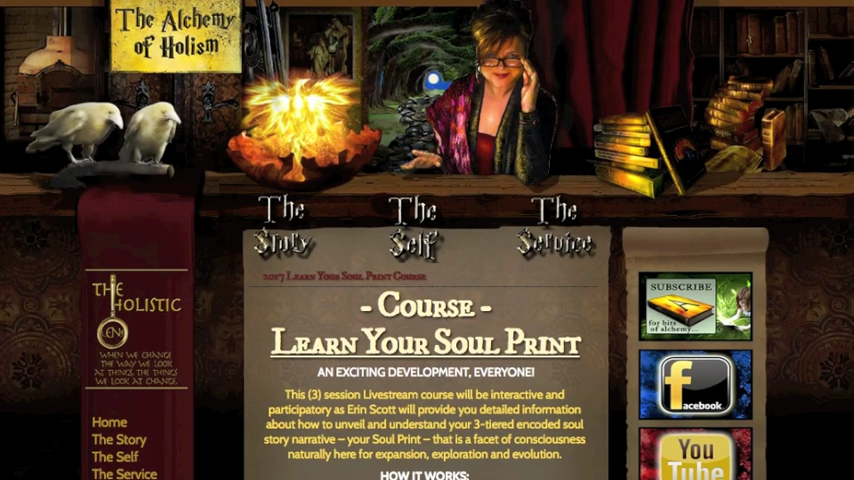 The Alchemy
of Holism
The Story
The Self
The Service
2017 Learn Your Soul Print Course
- Course -
Learn Your Soul Print
AN EXCITING DEVELOPMENT, EVERYONE!
This (3) session Livestream course will be interactive and
participatory as Erin Scott will provide you detailed information
about how to unveil and understand your 3-tiered encoded soul
story narrative – your Soul Print – that is a facet of consciousness
naturally here for expansion, exploration and evolution.
HOW IT WORKS:
THE HOLISTIC
LENS
WHEN WE CHANGE
THE WAY WE LOOK
AT THINGS, THE THINGS
WE LOOK AT CHANGE.
Home
The Story
The Self
The Service
SUBSCRIBE
for bits
of alchemy...
facebook
You
Tube